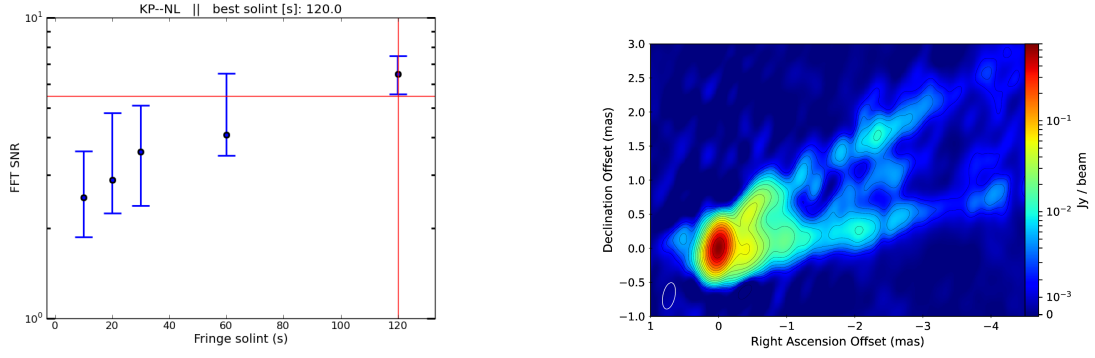 KP--NL || best solint [s]: 120.0
10¹
FFT SNR
10⁰
0 20 40 60 80 100 120
Fringe solint (s)
3.0
2.5
2.0
1.5
1.0
0.5
0.0
−0.5
−1.0
Declination Offset (mas)
1 0 −1 −2 −3 −4
Right Ascension Offset (mas)
10⁻¹
10⁻²
10⁻³
0
Jy / beam